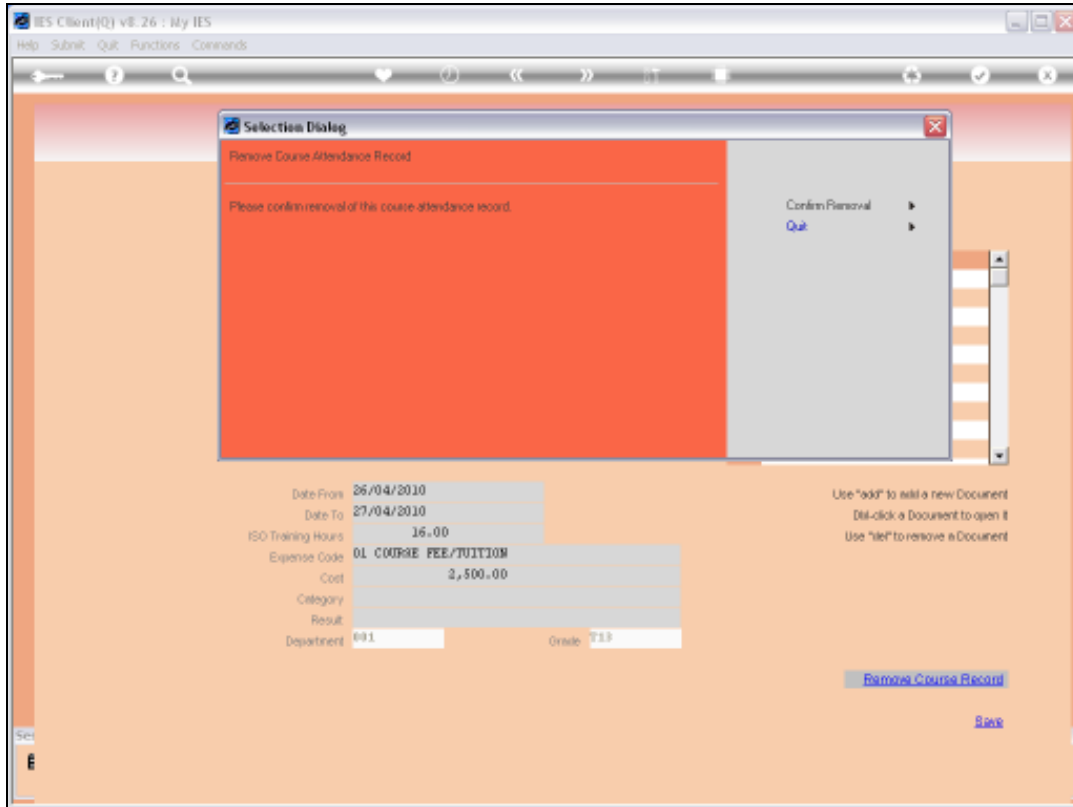 IES Client(Q) v8.26 : My IES
Help Submit Quit Functions Commands
Selection Dialog
Remove Course Attendance Record
Please confirm removal of this course attendance record.
Confirm Removal
Quit
Date From 26/04/2010
Date To 27/04/2010
ISO Training Hours 16.00
Expense Code 01 COURSE FEE/TUITION
Cost 2,500.00
Category
Result
Department 001 Grade T13
Use "add" to add a new Document
Dbl-click a Document to open it
Use "del" to remove a Document
Remove Course Record
Save